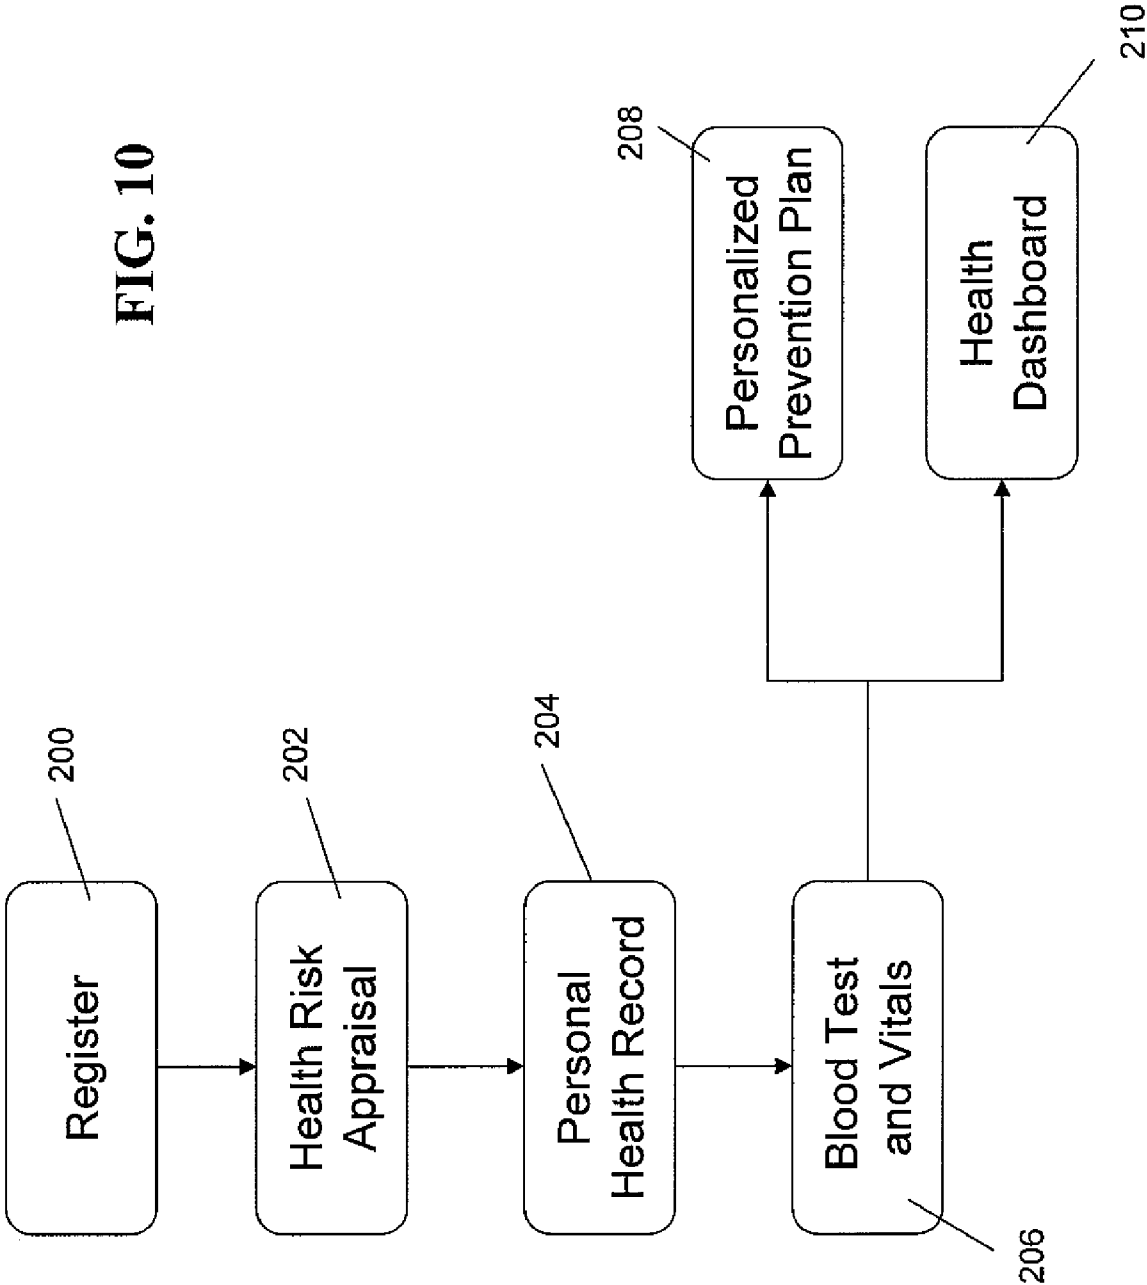 FIG. 10
200
Register
202
Health Risk
Appraisal
204
Personal
Health Record
206
Blood Test
and Vitals
208
Personalized
Prevention Plan
210
Health
Dashboard